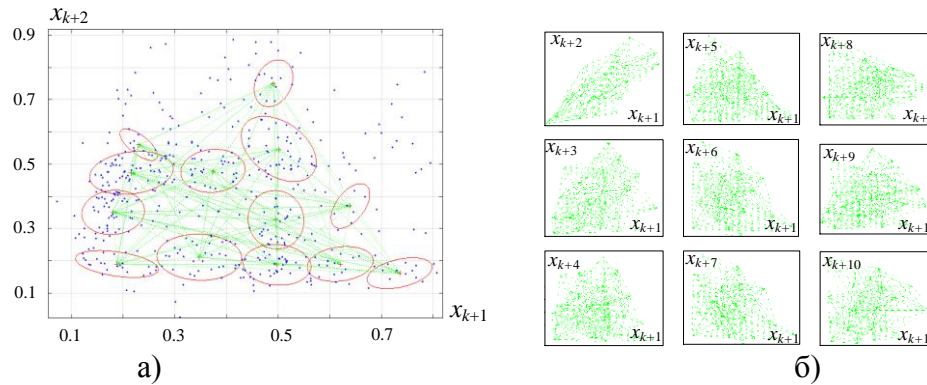 x_{k+2}
0.9
0.7
0.5
0.3
0.1
0.1 0.3 0.5 0.7
x_{k+1}
а)
x_{k+2} x_{k+1}
x_{k+5} x_{k+1}
x_{k+8} x_{k+}
x_{k+3} x_{k+1}
x_{k+6} x_{k+1}
x_{k+9} x_{k+1}
x_{k+4} x_{k+1}
x_{k+7} x_{k+1}
x_{k+10} x_{k+1}
б)